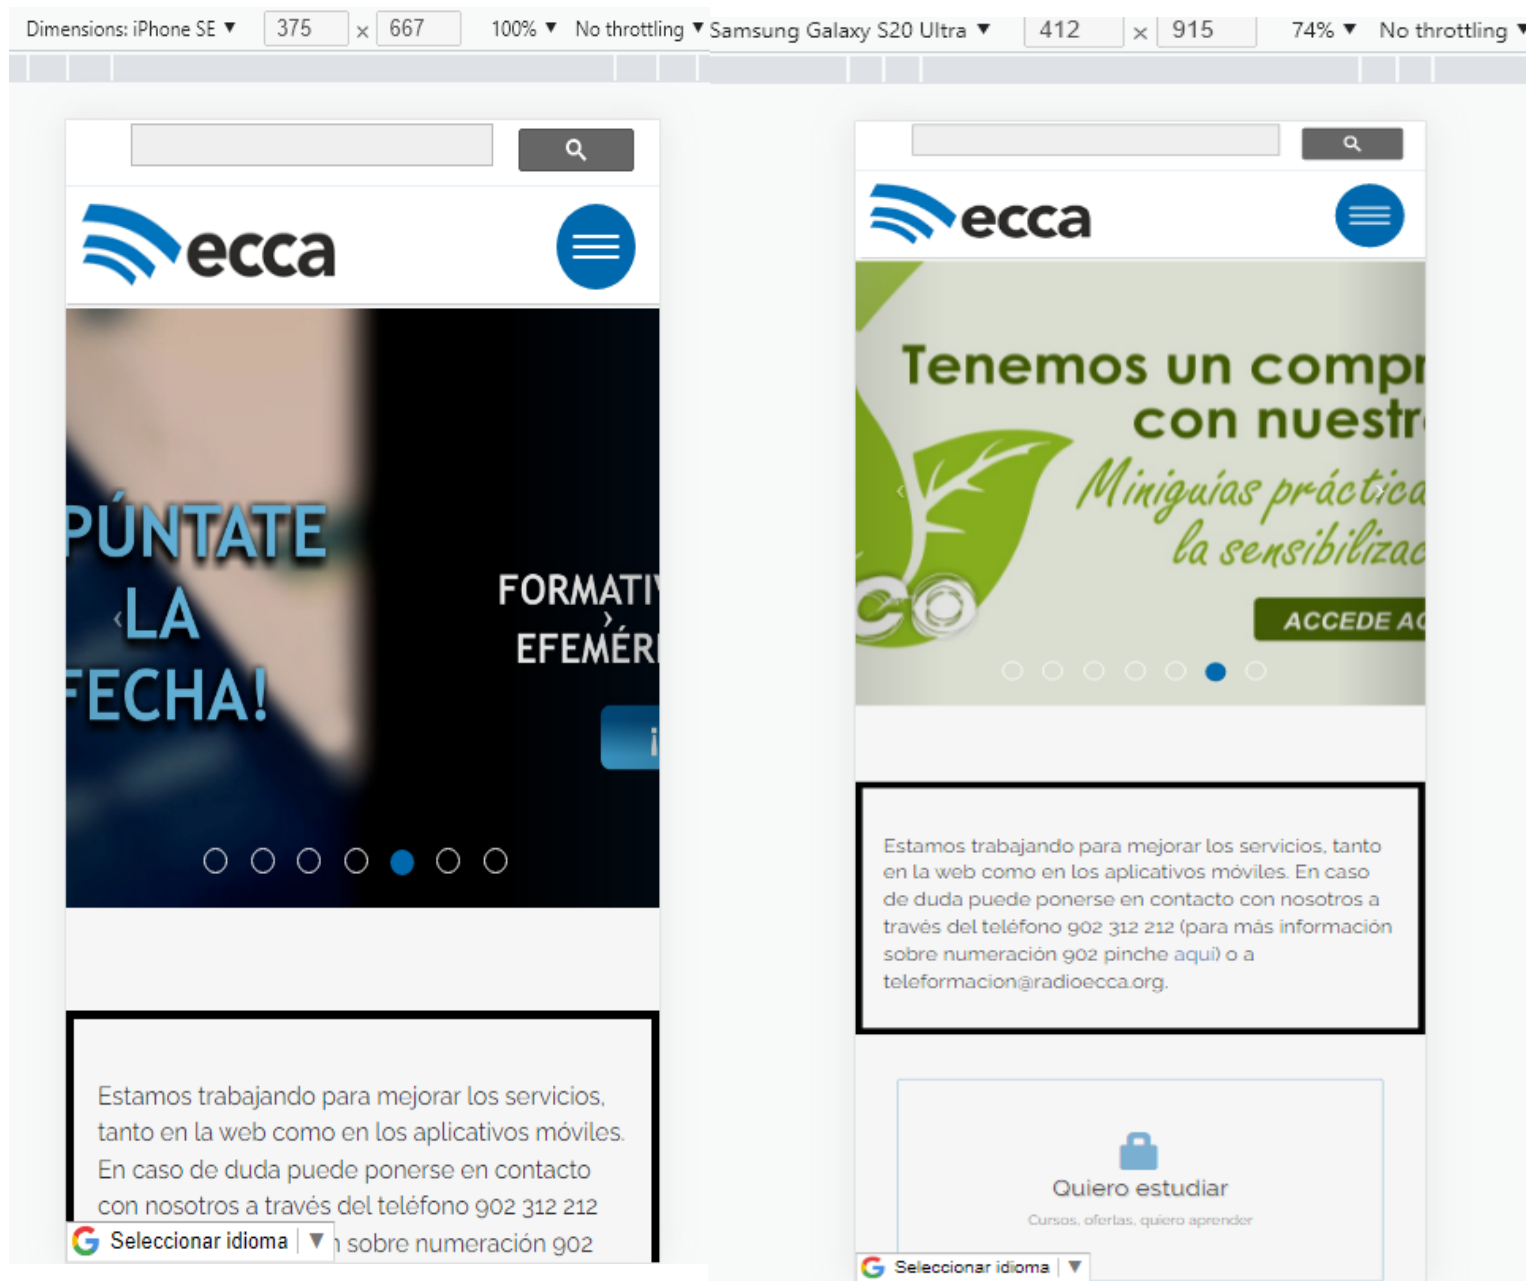 Dimensions: iPhone SE ▼ 375 × 667 100% ▼ No throttling ▼
ecca
PÚNTATE
LA
FECHA!
FORMATIV
EFEMÉRI
¡
Estamos trabajando para mejorar los servicios,
tanto en la web como en los aplicativos móviles.
En caso de duda puede ponerse en contacto
con nosotros a través del teléfono 902 312 212
sobre numeración 902
Seleccionar idioma ▼
Samsung Galaxy S20 Ultra ▼ 412 × 915 74% ▼ No throttling ▼
ecca
Tenemos un compr
con nuestr
Miniguías práctica
la sensibilizac
CO
ACCEDE AQ
Estamos trabajando para mejorar los servicios, tanto
en la web como en los aplicativos móviles. En caso
de duda puede ponerse en contacto con nosotros a
través del teléfono 902 312 212 (para más información
sobre numeración 902 pinche aquí) o a
teleformacion@radioecca.org.
Quiero estudiar
Cursos, ofertas, quiero aprender
Seleccionar idioma ▼